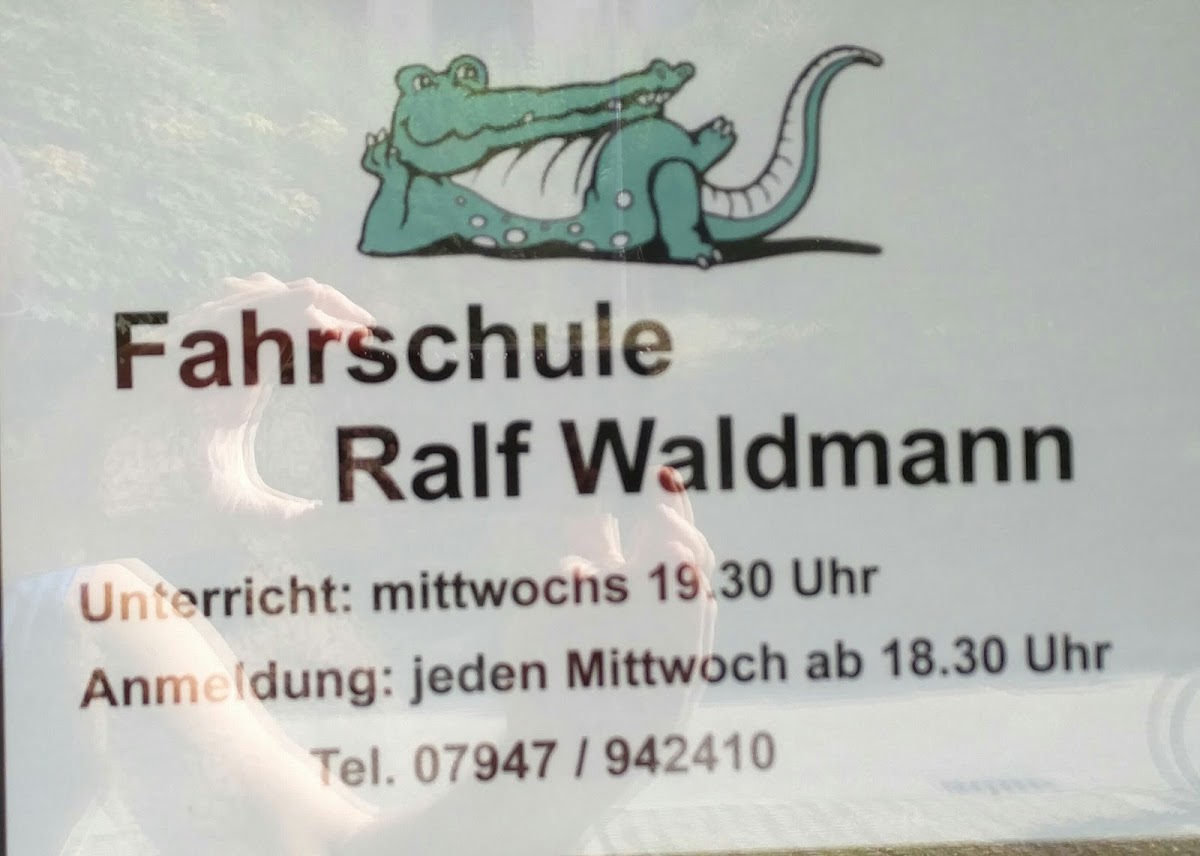 Fahrschule
Ralf Waldmann
Unterricht: mittwochs 19.30 Uhr
Anmeldung: jeden Mittwoch ab 18.30 Uhr
Tel. 07947 / 942410